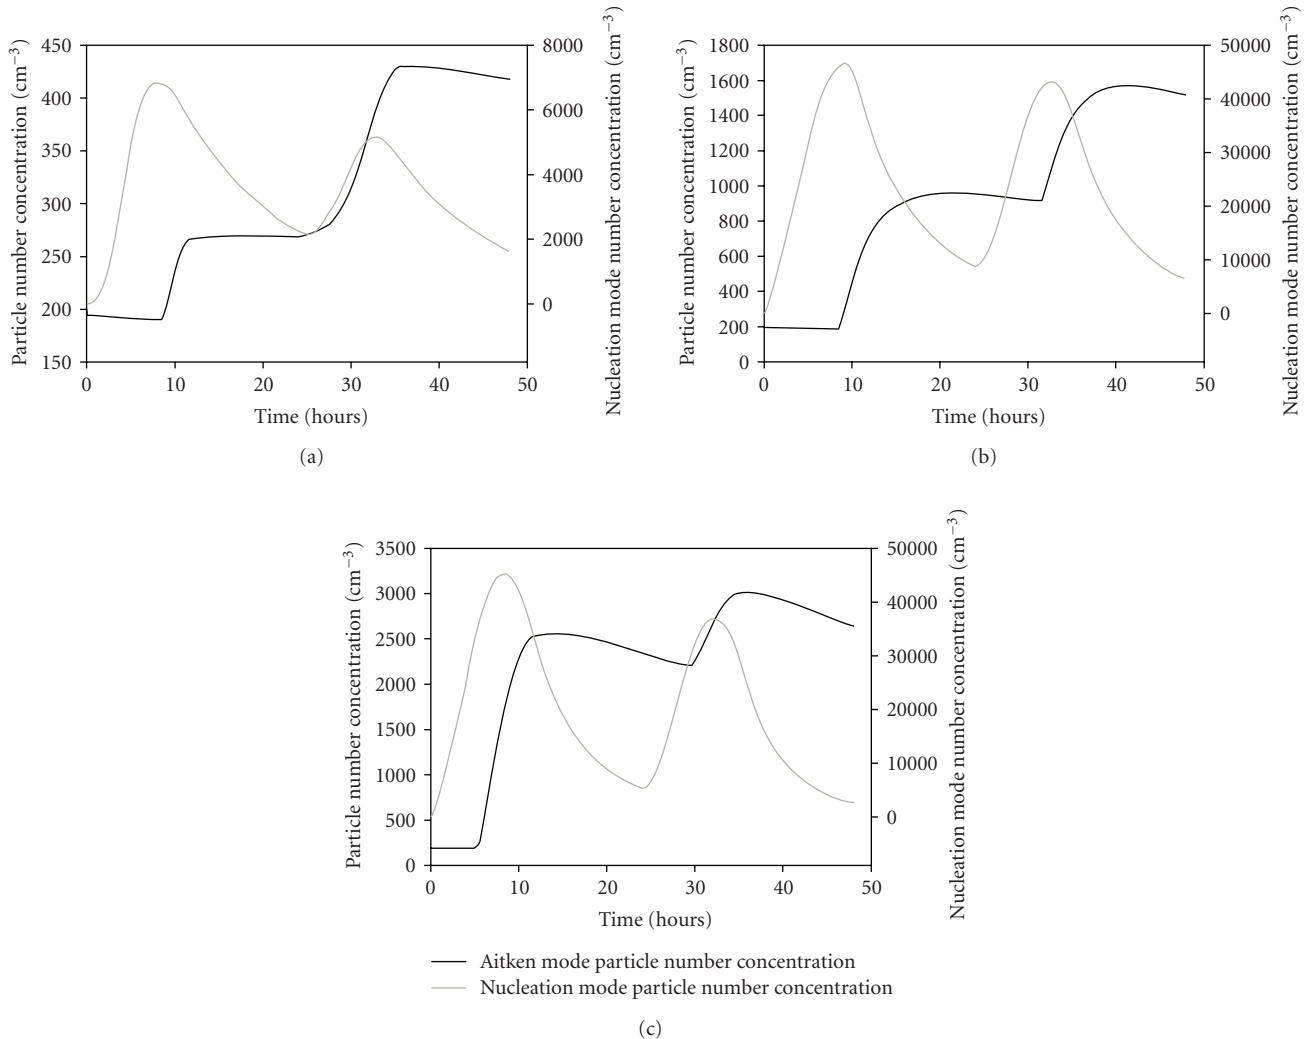 Particle number concentration (cm−3)
450
400
350
300
250
200
150
8000
6000
4000
2000
0
Nucleation mode number concentration (cm−3)
0 10 20 30 40 50
Time (hours)
(a)
Particle number concentration (cm−3)
1800
1600
1400
1200
1000
800
600
400
200
0
50000
40000
30000
20000
10000
0
Nucleation mode number concentration (cm−3)
0 10 20 30 40 50
Time (hours)
(b)
Particle number concentration (cm−3)
3500
3000
2500
2000
1500
1000
500
0
50000
40000
30000
20000
10000
0
Nucleation mode number concentration (cm−3)
0 10 20 30 40 50
Time (hours)
Aitken mode particle number concentration
Nucleation mode particle number concentration
(c)